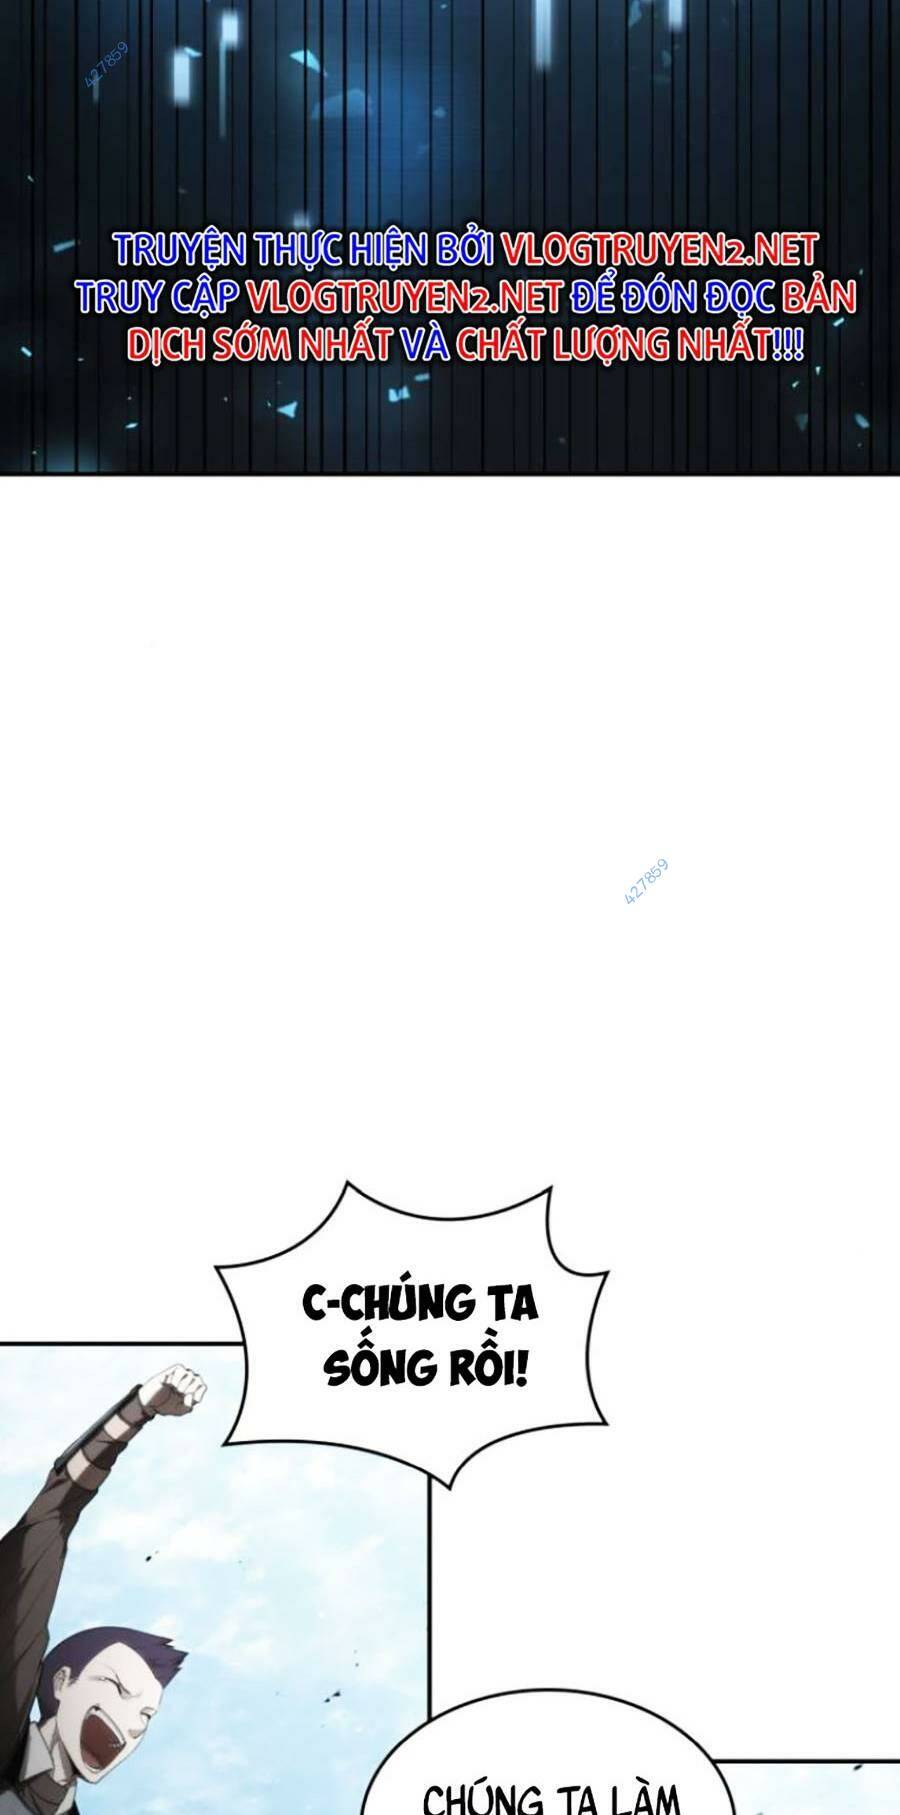 427859
TRUYỆN THỰC HIỆN BỞI VLOGTRUYEN2.NET
TRUY CẬP VLOGTRUYEN2.NET ĐỂ ĐÓN ĐỌC BẢN
DỊCH SỚM NHẤT VÀ CHẤT LƯỢNG NHẤT!!!
427859
C-CHÚNG TA
SỐNG RỒI!
CHÚNG TA LÀM